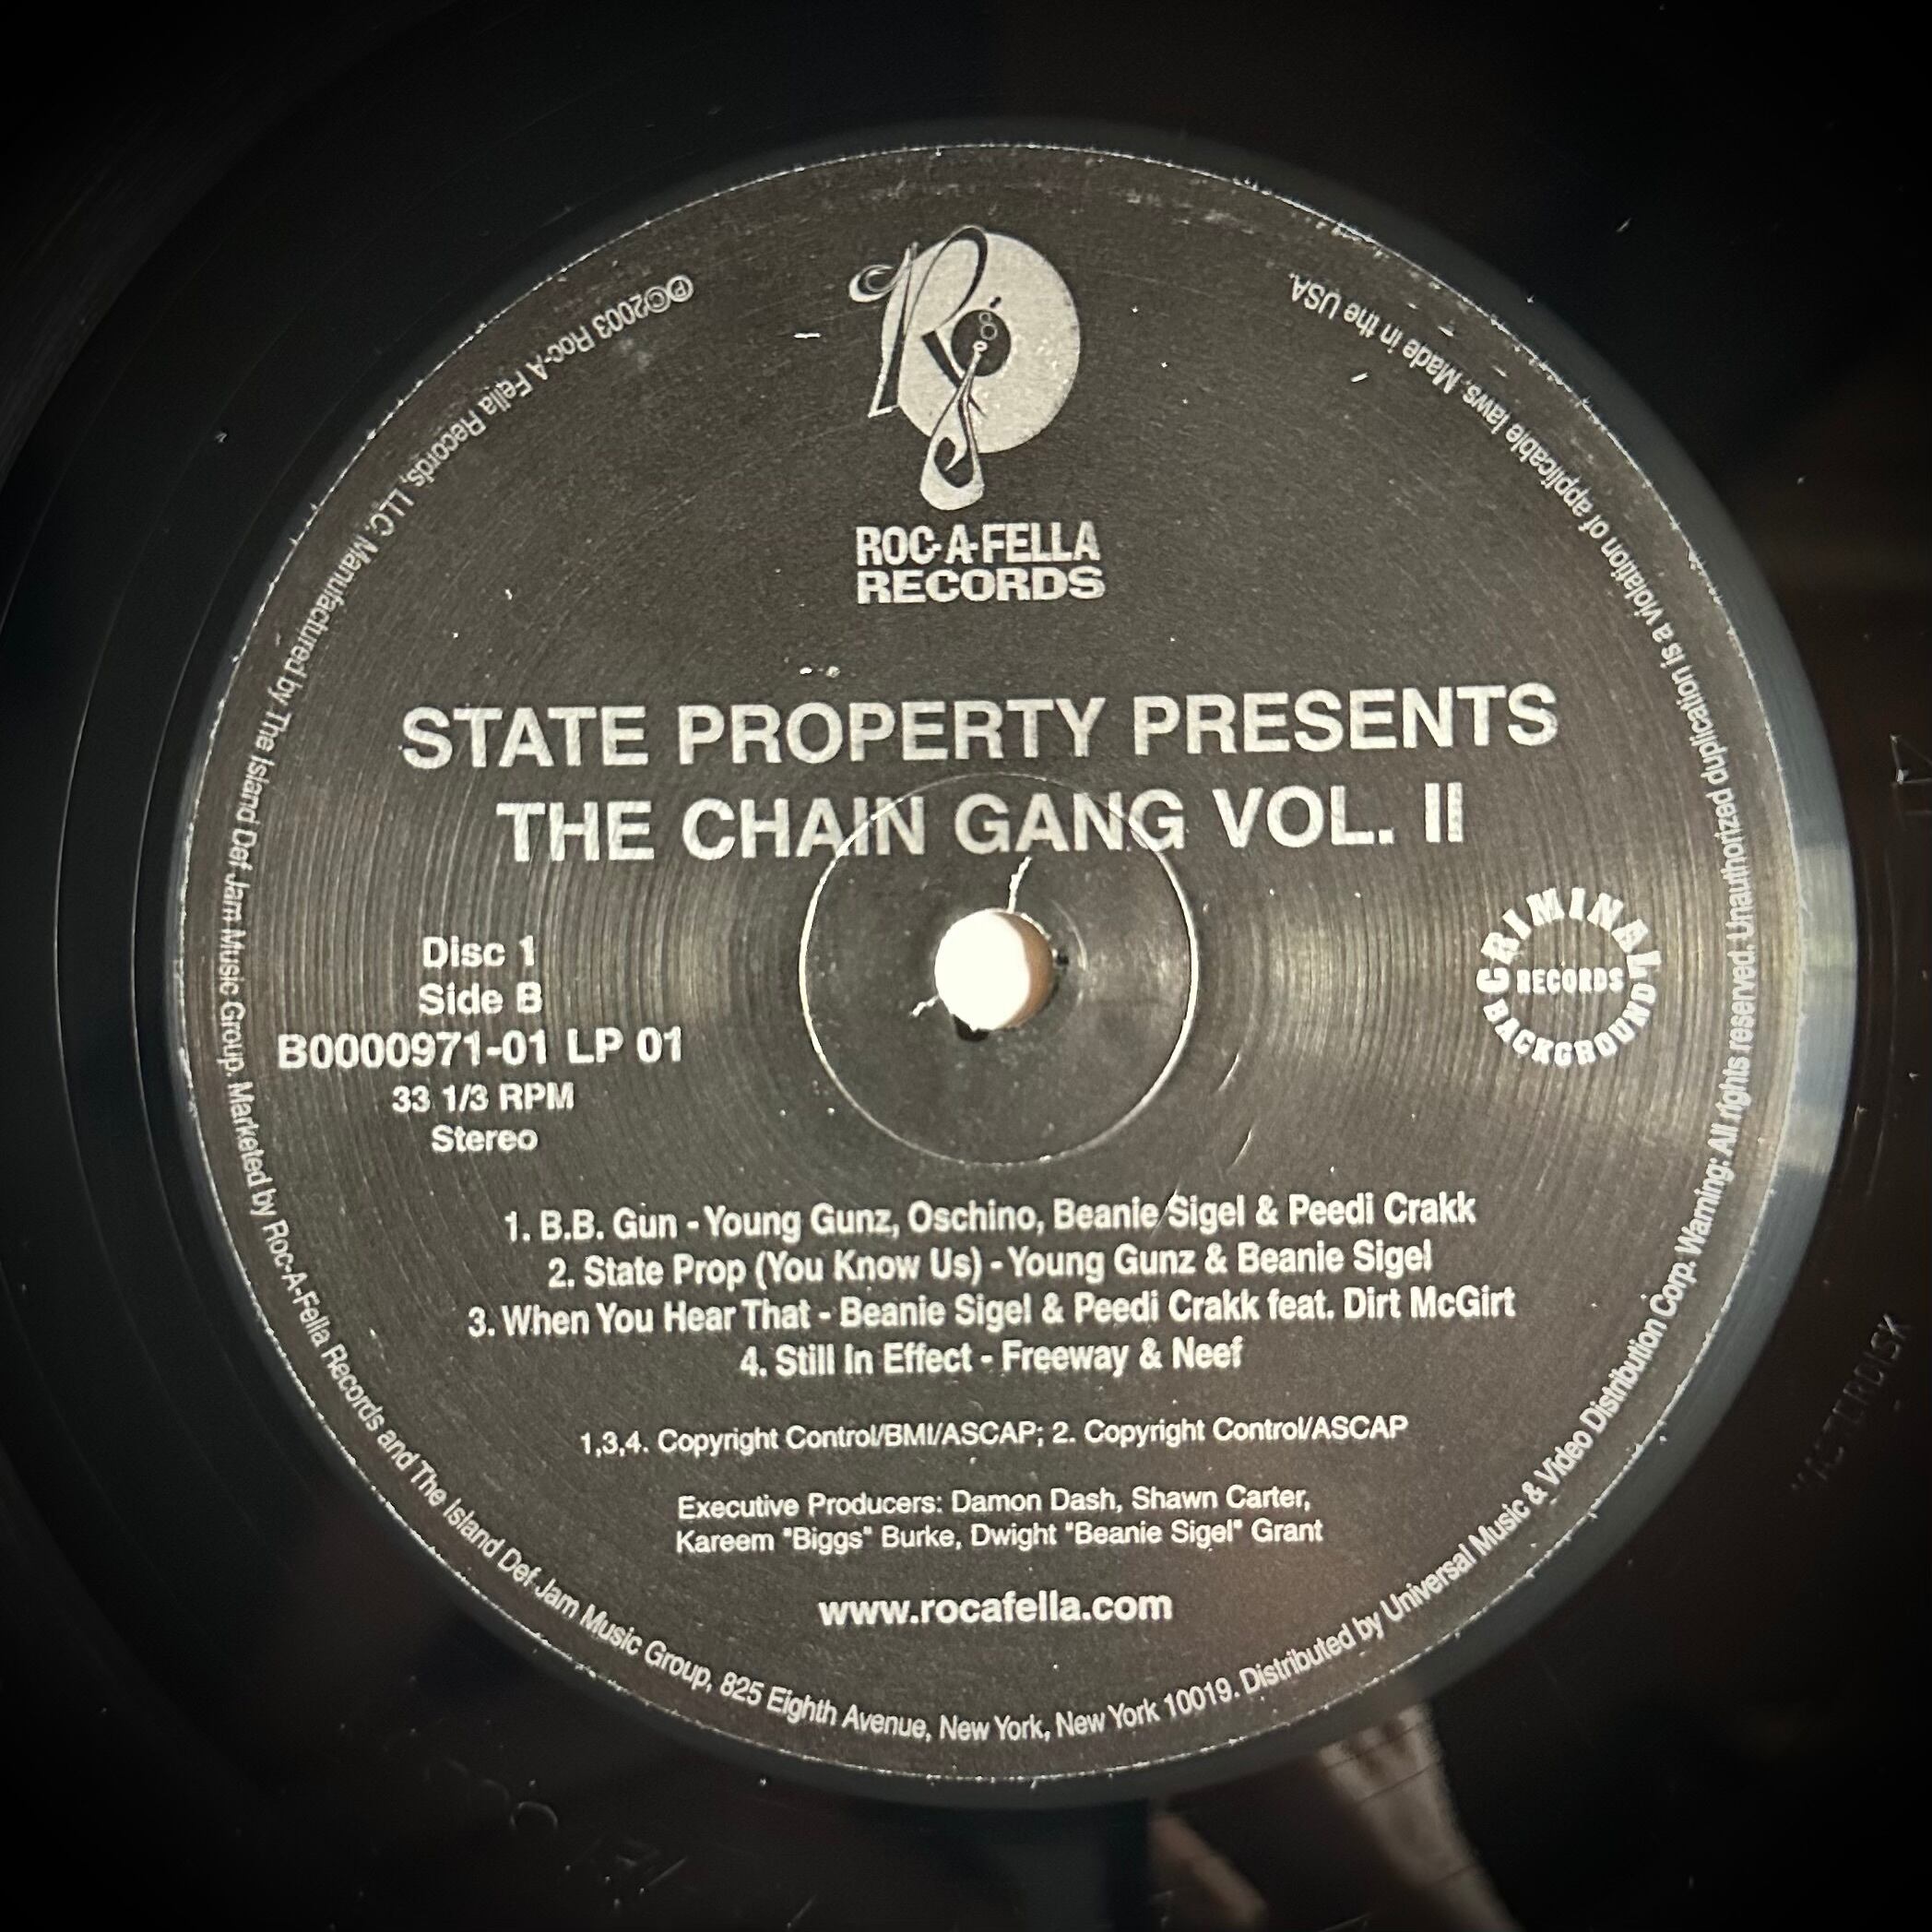 ROC-A-FELLA
RECORDS
STATE PROPERTY PRESENTS
THE CHAIN GANG VOL. II
Disc 1
Side B
B0000971-01 LP 01
33 1/3 RPM
Stereo
CRIMINAL
RECORDS
BACKGROUND
1. B.B. Gun - Young Gunz, Oschino, Beanie Sigel & Peedi Crakk
2. State Prop (You Know Us) - Young Gunz & Beanie Sigel
3. When You Hear That - Beanie Sigel & Peedi Crakk feat. Dirt McGirt
4. Still In Effect - Freeway & Neef
1,3,4. Copyright Control/BMI/ASCAP; 2. Copyright Control/ASCAP
Executive Producers: Damon Dash, Shawn Carter,
Kareem "Biggs" Burke, Dwight "Beanie Sigel" Grant
www.rocafella.com
℗©2003 Roc-A Fella Records, LLC. Manufactured by The Island Def Jam Music Group. Marketed by Roc-A-Fella Records and The Island Def Jam Music Group, 825 Eighth Avenue, New York, New York 10019. Distributed by Universal Music & Video Distribution Corp. Warning: All rights reserved. Unauthorized duplication is a violation of applicable laws. Made in the USA.
MASTERDISK